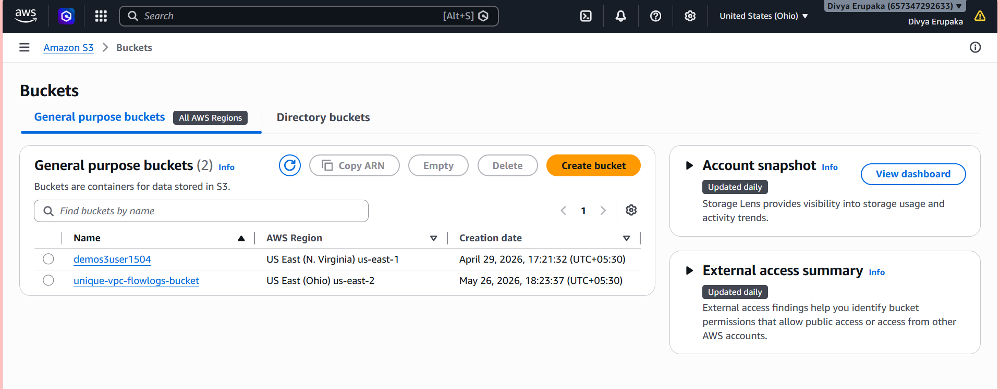 aws
Search [Alt+S]
United States (Ohio)
Divya Erupaka (657347292633)
Divya Erupaka
Amazon S3 > Buckets
Buckets
General purpose buckets All AWS Regions Directory buckets
General purpose buckets (2) Info
Copy ARN
Empty
Delete
Create bucket
Buckets are containers for data stored in S3.
Find buckets by name
1
Name AWS Region Creation date
demos3user1504 US East (N. Virginia) us-east-1 April 29, 2026, 17:21:32 (UTC+05:30)
unique-vpc-flowlogs-bucket US East (Ohio) us-east-2 May 26, 2026, 18:23:37 (UTC+05:30)
Account snapshot Info
View dashboard
Updated daily
Storage Lens provides visibility into storage usage and
activity trends.
External access summary Info
Updated daily
External access findings help you identify bucket
permissions that allow public access or access from other
AWS accounts.